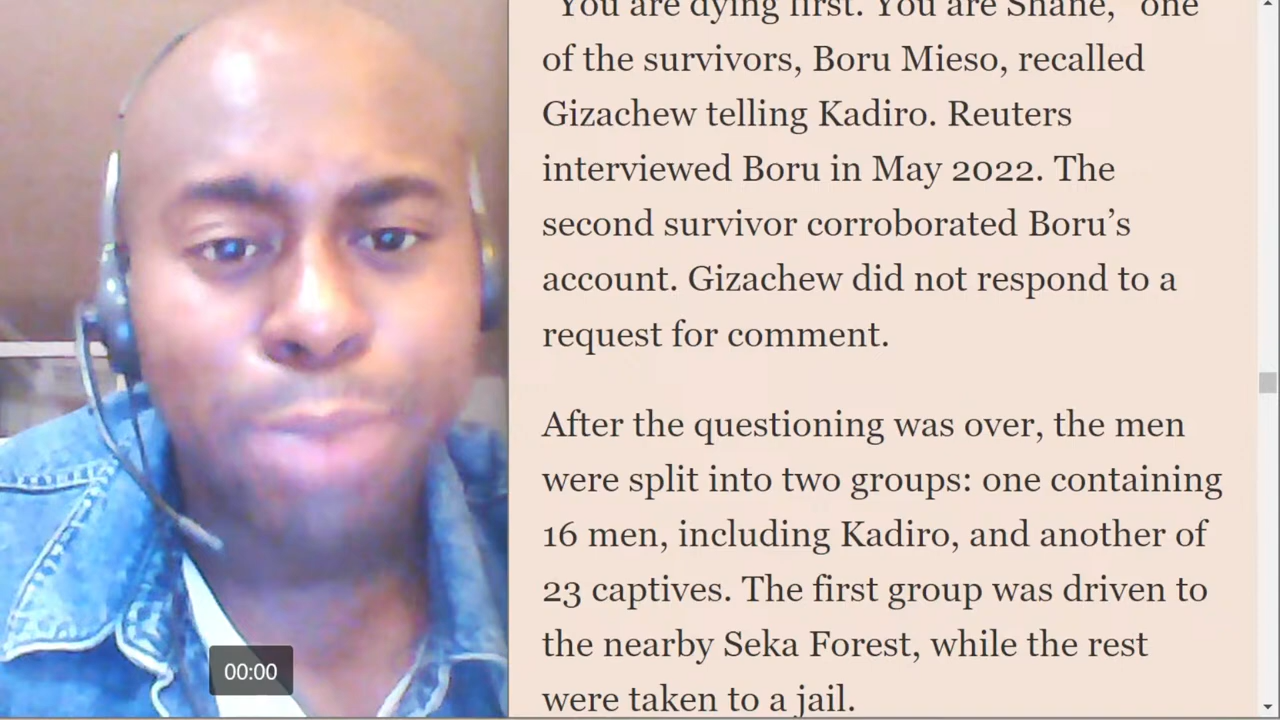 "You are dying first. You are Shane," one
of the survivors, Boru Mieso, recalled
Gizachew telling Kadiro. Reuters
interviewed Boru in May 2022. The
second survivor corroborated Boru’s
account. Gizachew did not respond to a
request for comment.
After the questioning was over, the men
were split into two groups: one containing
16 men, including Kadiro, and another of
23 captives. The first group was driven to
the nearby Seka Forest, while the rest
were taken to a jail.
00:00